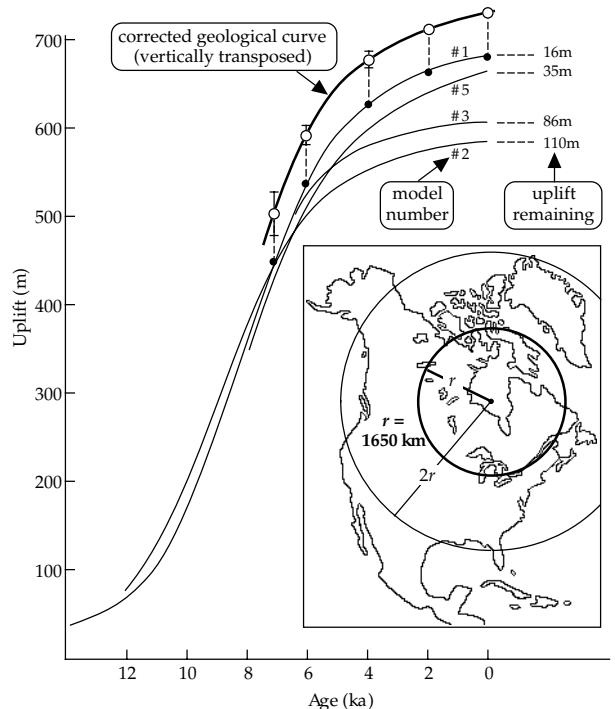 corrected geological curve
(vertically transposed)
700
600
500
400
300
200
100
Uplift (m)
#1
#5
#3
#2
16m
35m
86m
110m
model
number
uplift
remaining
r
r =
1650 km
2r
12
10
8
6
4
2
0
Age (ka)